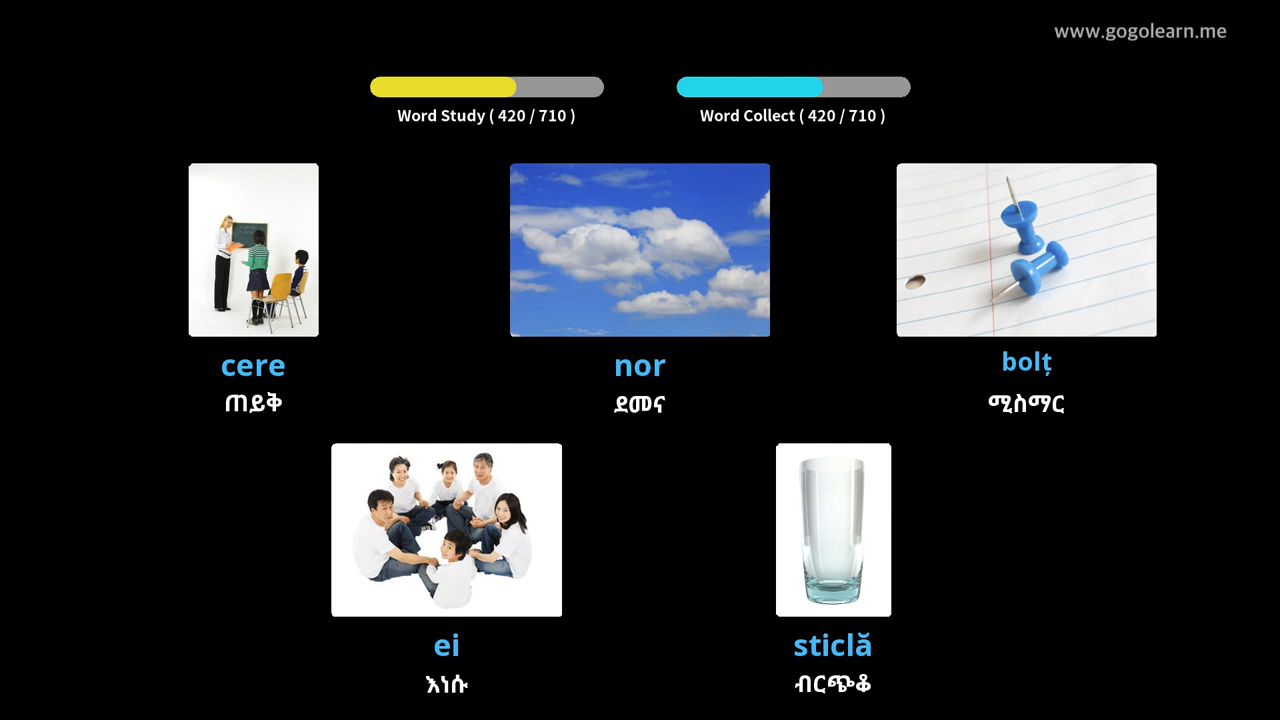 www.gogolearn.me
Word Study ( 420 / 710 )
Word Collect ( 420 / 710 )
cere
ጠይቅ
nor
ደመና
bolț
ሚስማር
ei
እነሱ
sticlă
ብርጭቆ